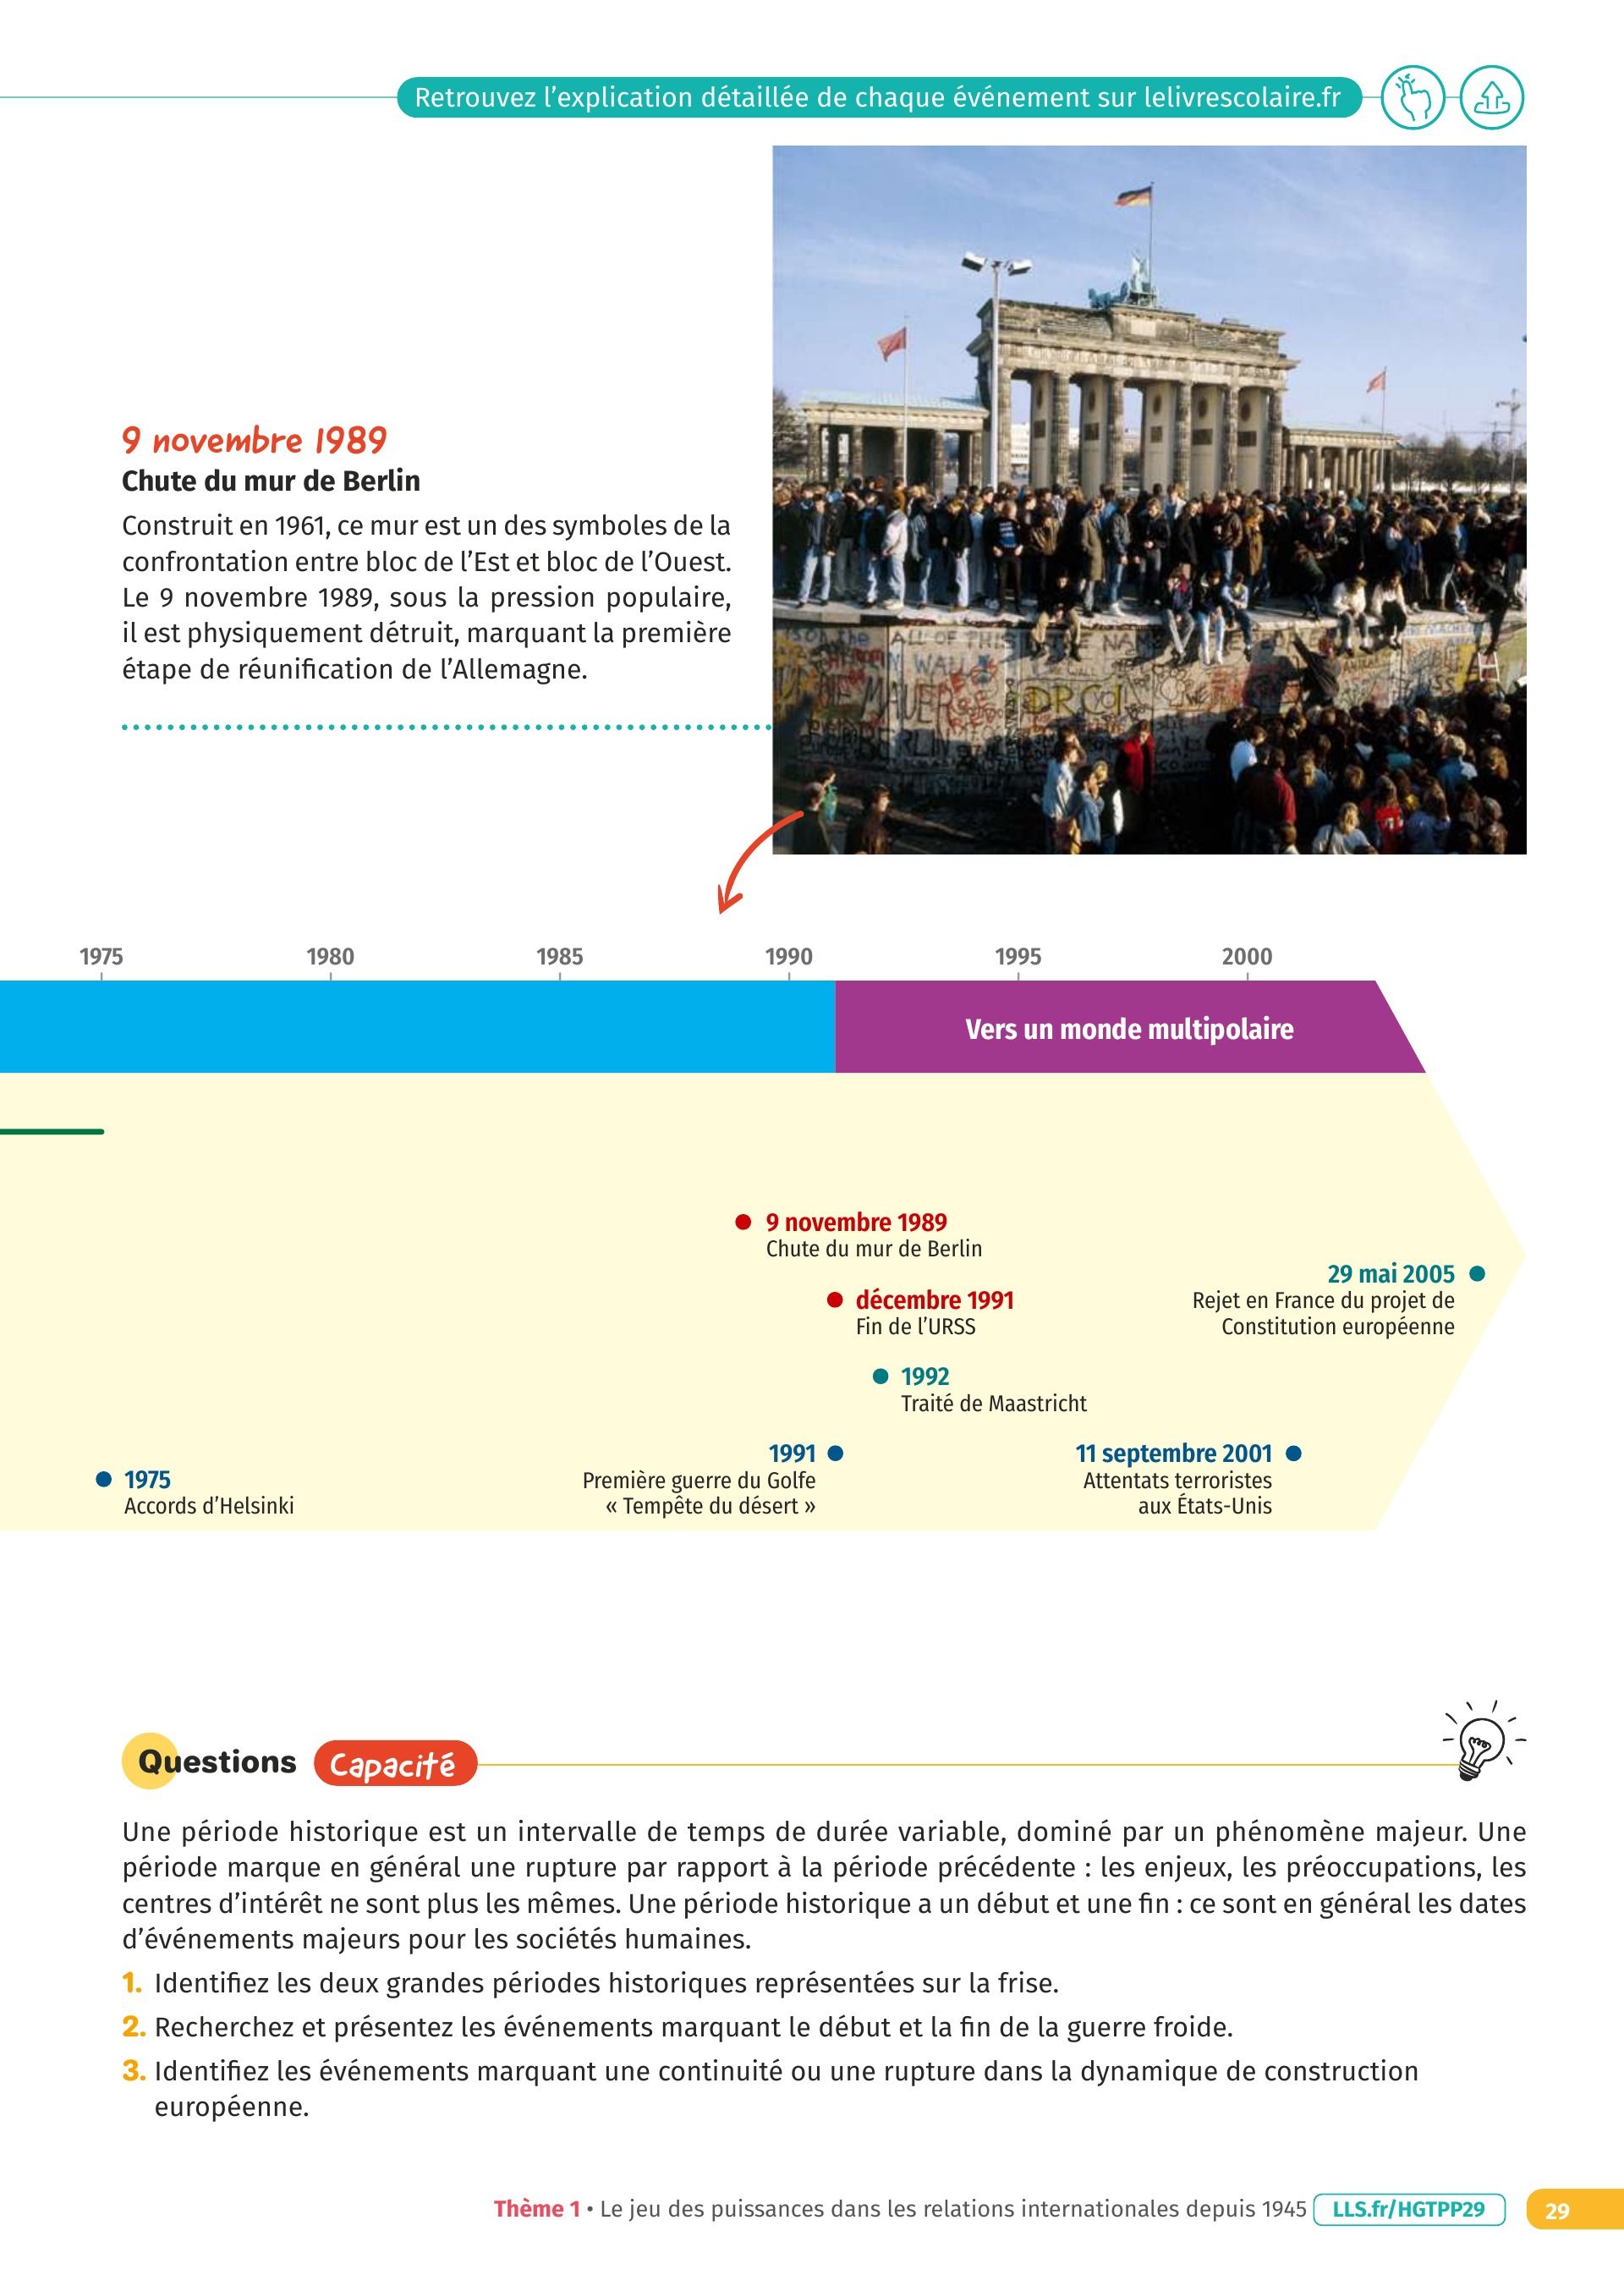 Retrouvez l'explication détaillée de chaque événement sur lelivrescolaire.fr
9 novembre 1989
Chute du mur de Berlin
Construit en 1961, ce mur est un des symboles de la
confrontation entre bloc de l'Est et bloc de l'Ouest.
Le 9 novembre 1989, sous la pression populaire,
il est physiquement détruit, marquant la première
étape de réunification de l'Allemagne.
ALL OF THIS
WALL
MAUER
DRCd
BERLIN
1975 1980 1985 1990 1995 2000
Vers un monde multipolaire
9 novembre 1989
Chute du mur de Berlin
29 mai 2005
Rejet en France du projet de
Constitution européenne
décembre 1991
Fin de l'URSS
1992
Traité de Maastricht
1975
Accords d'Helsinki
1991
Première guerre du Golfe
« Tempête du désert »
11 septembre 2001
Attentats terroristes
aux États-Unis
Questions Capacité
Une période historique est un intervalle de temps de durée variable, dominé par un phénomène majeur. Une
période marque en général une rupture par rapport à la période précédente : les enjeux, les préoccupations, les
centres d'intérêt ne sont plus les mêmes. Une période historique a un début et une fin : ce sont en général les dates
d'événements majeurs pour les sociétés humaines.
1. Identifiez les deux grandes périodes historiques représentées sur la frise.
2. Recherchez et présentez les événements marquant le début et la fin de la guerre froide.
3. Identifiez les événements marquant une continuité ou une rupture dans la dynamique de construction
européenne.
Thème 1 • Le jeu des puissances dans les relations internationales depuis 1945 LLS.fr/HGTPP29 29